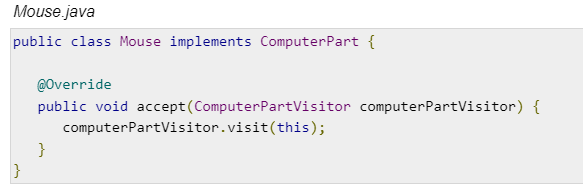 Mouse.java
public class Mouse implements ComputerPart {
@Override
public void accept(ComputerPartVisitor computerPartVisitor) {
computerPartVisitor.visit(this);
}
}